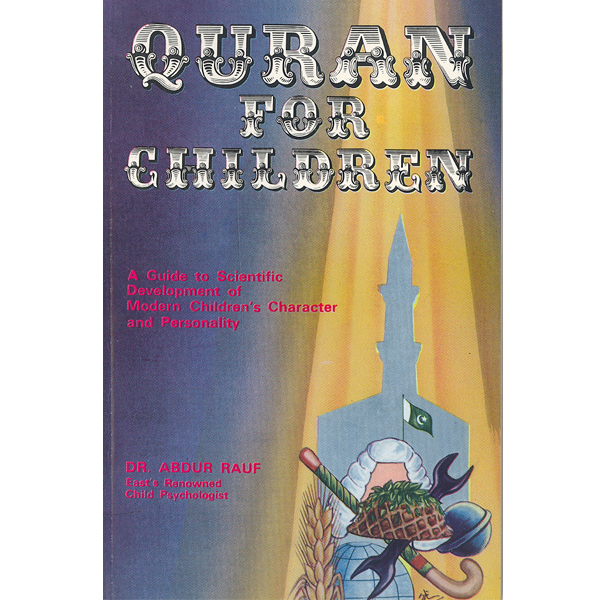 QURAN
FOR
CHILDREN
A Guide to Scientific
Development of
Modern Children's Character
and Personality
DR. ABDUR RAUF
East's Renowned
Child Psychologist